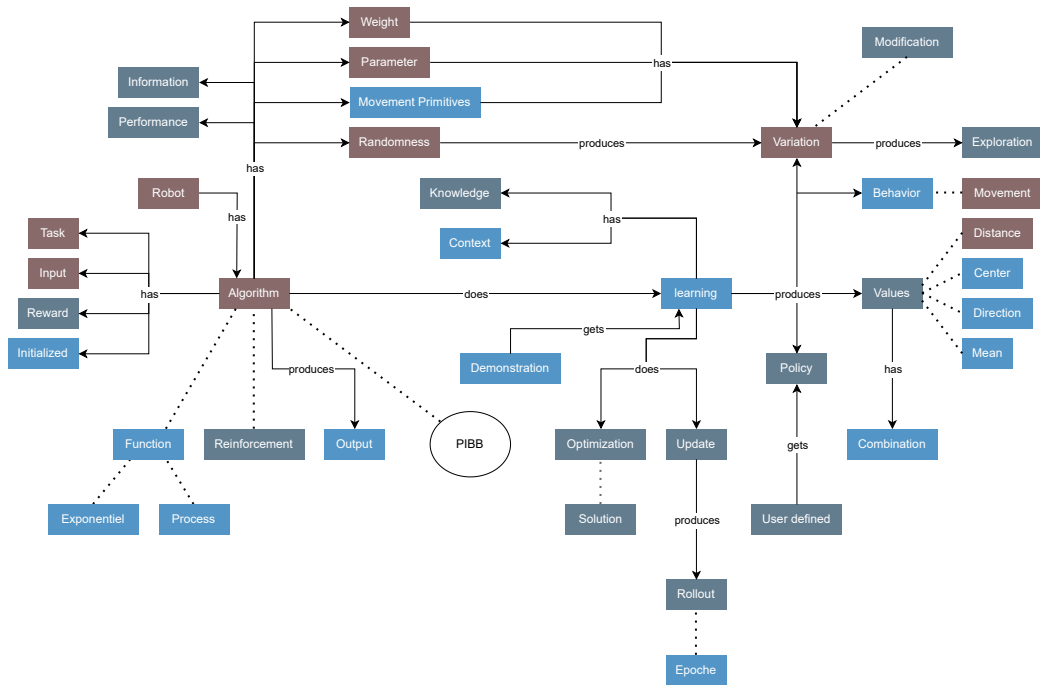 Weight
Modification
Parameter
has
Information
Movement Primitives
Performance
Randomness
produces
Variation
produces
Exploration
has
Robot
Knowledge
Behavior
Movement
has
has
Task
Context
Distance
Input
Center
has
Algorithm
does
learning
produces
Values
Reward
Direction
gets
Initialized
Mean
produces
Demonstration
does
Policy
has
Function
Reinforcement
Output
PIBB
Optimization
Update
gets
Combination
Exponentiel
Process
Solution
produces
User defined
Rollout
Epoche